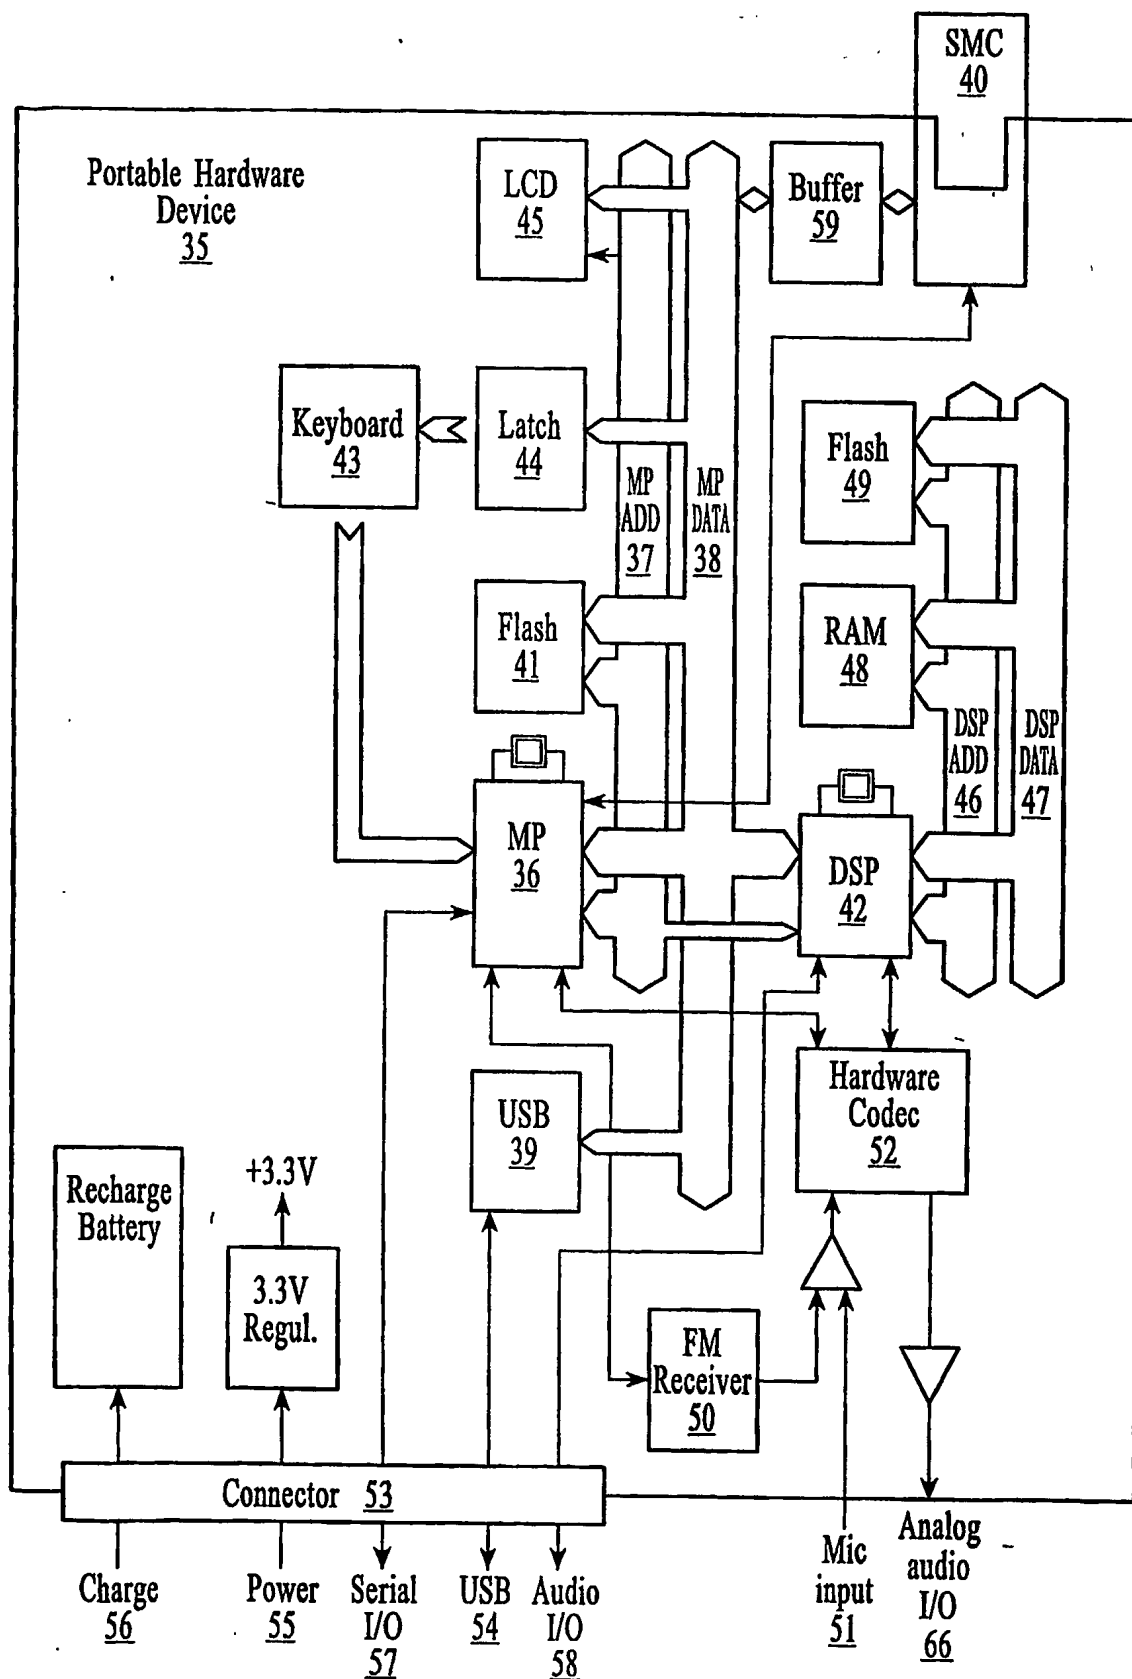 SMC
40
Portable Hardware
Device
35
LCD
45
Buffer
59
Keyboard
43
Latch
44
Flash
49
MP
ADD
37
MP
DATA
38
Flash
41
RAM
48
DSP
ADD
46
DSP
DATA
47
MP
36
DSP
42
USB
39
Hardware
Codec
52
Recharge
Battery
+3.3V
3.3V
Regul.
FM
Receiver
50
Connector 53
Charge
56
Power
55
Serial
I/O
57
USB
54
Audio
I/O
58
Mic
input
51
Analog
audio
I/O
66